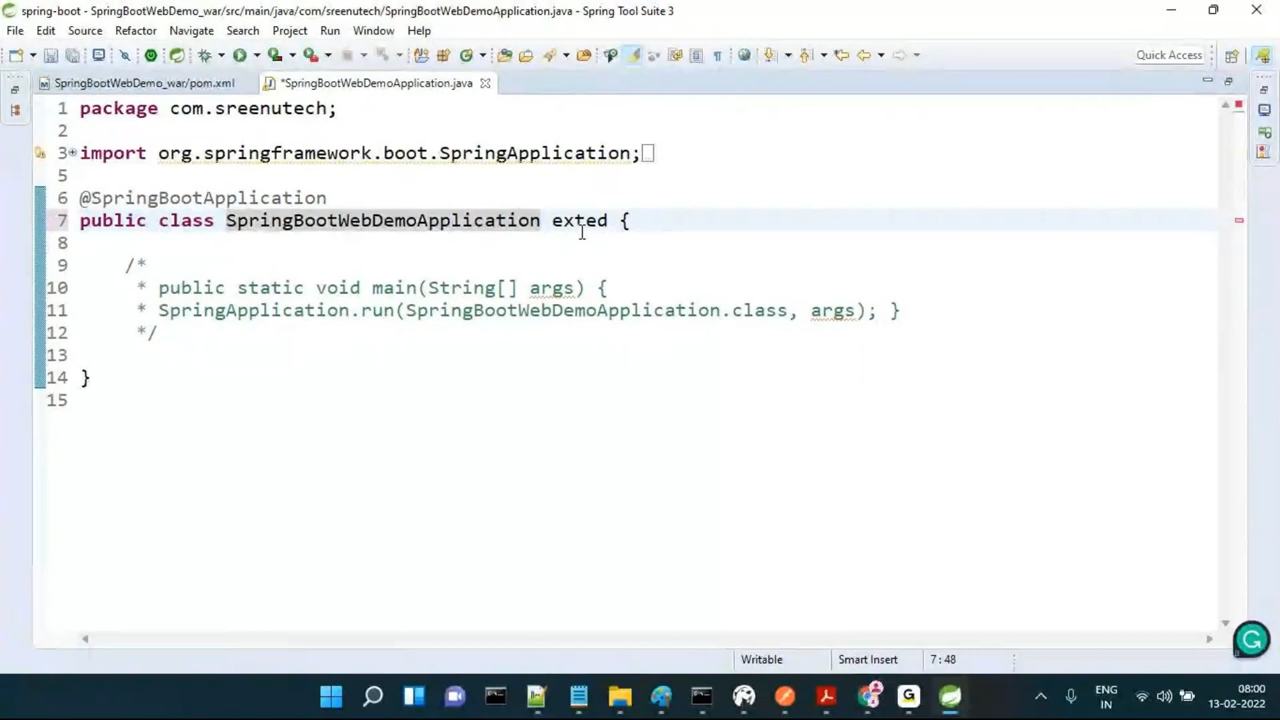 spring-boot - SpringBootWebDemo_war/src/main/java/com/sreenutech/SpringBootWebDemoApplication.java - Spring Tool Suite 3
File Edit Source Refactor Navigate Search Project Run Window Help
Quick Access
SpringBootWebDemo_war/pom.xml *SpringBootWebDemoApplication.java
1 package com.sreenutech;
2
3 import org.springframework.boot.SpringApplication;
5
6 @SpringBootApplication
7 public class SpringBootWebDemoApplication exted {
8
9 /*
10 * public static void main(String[] args) {
11 * SpringApplication.run(SpringBootWebDemoApplication.class, args); }
12 */
13
14 }
15
Writable Smart Insert 7:48
ENG 08:00
IN 13-02-2022